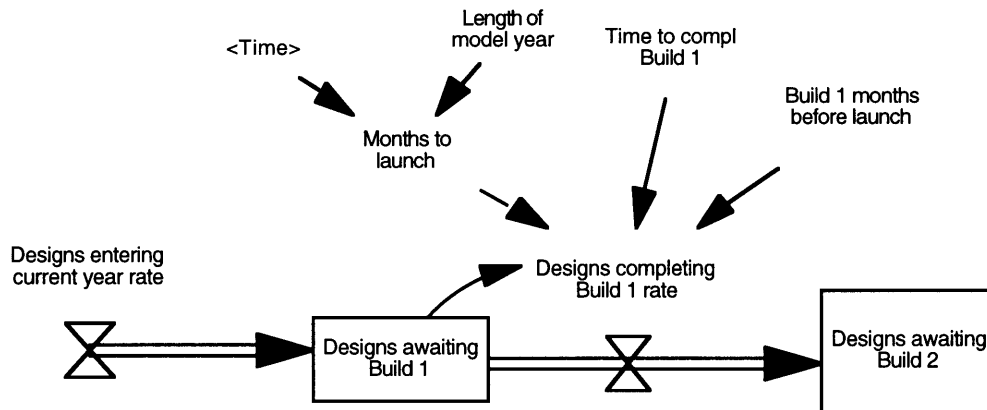 <Time>
Length of
model year
Time to compl
Build 1
Build 1 months
before launch
Months to
launch
Designs entering
current year rate
Designs completing
Build 1 rate
Designs awaiting
Build 1
Designs awaiting
Build 2